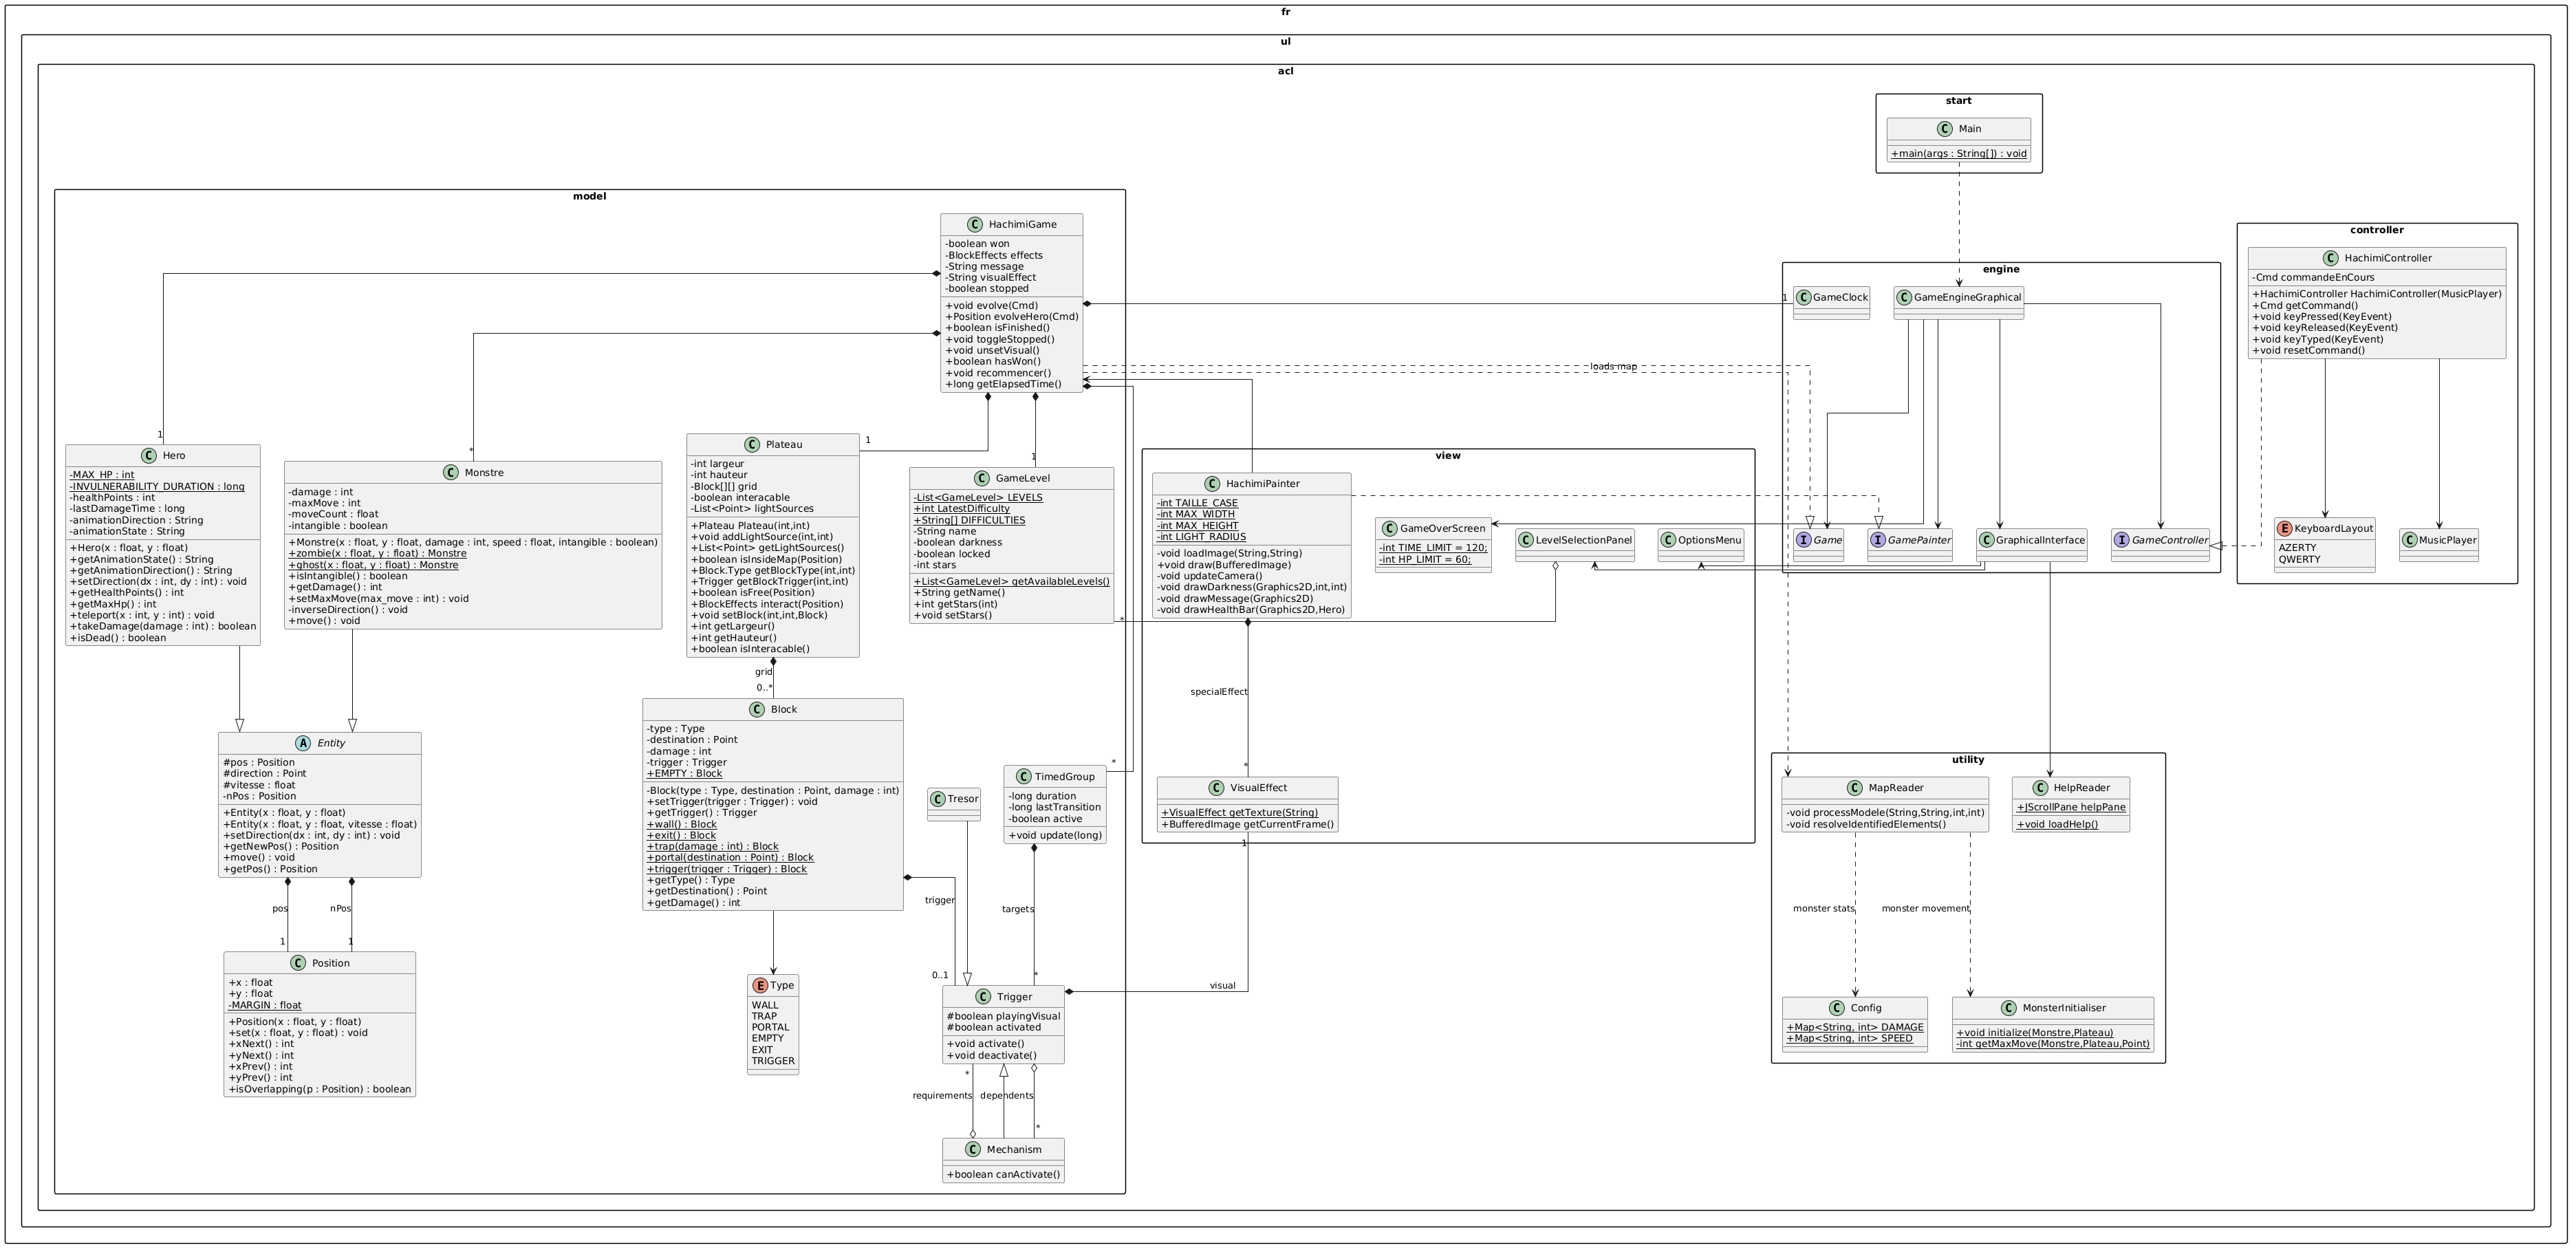 fr
ul
acl
start
C Main
+main(args : String[]) : void
model
C HachimiGame
-boolean won
-BlockEffects effects
-String message
-String visualEffect
-boolean stopped
+void evolve(Cmd)
+Position evolveHero(Cmd)
+boolean isFinished()
+void toggleStopped()
+void unsetVisual()
+boolean hasWon()
+void recommencer()
+long getElapsedTime()
controller
C HachimiController
-Cmd commandeEnCours
+HachimiController HachimiController(MusicPlayer)
+Cmd getCommand()
+void keyPressed(KeyEvent)
+void keyReleased(KeyEvent)
+void keyTyped(KeyEvent)
+void resetCommand()
engine
1
C GameClock
C GameEngineGraphical
loads map
1
*
1
1
C Hero
-MAX_HP : int
-INVULNERABILITY_DURATION : long
-healthPoints : int
-lastDamageTime : long
-animationDirection : String
-animationState : String
+Hero(x : float, y : float)
+getAnimationState() : String
+getAnimationDirection() : String
+setDirection(dx : int, dy : int) : void
+getHealthPoints() : int
+getMaxHp() : int
+teleport(x : int, y : int) : void
+takeDamage(damage : int) : boolean
+isDead() : boolean
C Monstre
-damage : int
-maxMove : int
-moveCount : float
-intangible : boolean
+Monstre(x : float, y : float, damage : int, speed : float, intangible : boolean)
+zombie(x : float, y : float) : Monstre
+ghost(x : float, y : float) : Monstre
+isIntangible() : boolean
+getDamage() : int
+setMaxMove(max_move : int) : void
-inverseDirection() : void
+move() : void
C Plateau
-int largeur
-int hauteur
-Block[][] grid
-boolean interacable
-List<Point> lightSources
+Plateau Plateau(int,int)
+void addLightSource(int,int)
+List<Point> getLightSources()
+boolean isInsideMap(Position)
+Block.Type getBlockType(int,int)
+Trigger getBlockTrigger(int,int)
+boolean isFree(Position)
+BlockEffects interact(Position)
+void setBlock(int,int,Block)
+int getLargeur()
+int getHauteur()
+boolean isInteracable()
C GameLevel
-List<GameLevel> LEVELS
+int LatestDifficulty
+String[] DIFFICULTIES
-String name
-boolean darkness
-boolean locked
-int stars
+List<GameLevel> getAvailableLevels()
+String getName()
+int getStars(int)
+void setStars()
*
view
C HachimiPainter
-int TAILLE_CASE
-int MAX_WIDTH
-int MAX_HEIGHT
-int LIGHT_RADIUS
-void loadImage(String,String)
+void draw(BufferedImage)
-void updateCamera()
-void drawDarkness(Graphics2D,int,int)
-void drawMessage(Graphics2D)
-void drawHealthBar(Graphics2D,Hero)
C GameOverScreen
-int TIME_LIMIT = 120;
-int HP_LIMIT = 60;
C LevelSelectionPanel
C OptionsMenu
I Game
I GamePainter
C GraphicalInterface
I GameController
E KeyboardLayout
AZERTY
QWERTY
C MusicPlayer
grid
0..*
specialEffect
*
*
C Block
-type : Type
-destination : Point
-damage : int
-trigger : Trigger
+EMPTY : Block
-Block(type : Type, destination : Point, damage : int)
+setTrigger(trigger : Trigger) : void
+getTrigger() : Trigger
+wall() : Block
+exit() : Block
+trap(damage : int) : Block
+portal(destination : Point) : Block
+trigger(trigger : Trigger) : Block
+getType() : Type
+getDestination() : Point
+getDamage() : int
A Entity
#pos : Position
#direction : Point
#vitesse : float
-nPos : Position
+Entity(x : float, y : float)
+Entity(x : float, y : float, vitesse : float)
+setDirection(dx : int, dy : int) : void
+getNewPos() : Position
+move() : void
+getPos() : Position
C Tresor
C TimedGroup
-long duration
-long lastTransition
-boolean active
+void update(long)
C VisualEffect
+VisualEffect getTexture(String)
+BufferedImage getCurrentFrame()
1
utility
C MapReader
-void processModele(String,String,int,int)
-void resolveIdentifiedElements()
C HelpReader
+JScrollPane helpPane
+void loadHelp()
pos
1
nPos
1
trigger
0..1
targets
*
visual
monster stats
monster movement
C Position
+x : float
+y : float
-MARGIN : float
+Position(x : float, y : float)
+set(x : float, y : float) : void
+xNext() : int
+yNext() : int
+xPrev() : int
+yPrev() : int
+isOverlapping(p : Position) : boolean
E Type
WALL
TRAP
PORTAL
EMPTY
EXIT
TRIGGER
C Trigger
#boolean playingVisual
#boolean activated
+void activate()
+void deactivate()
C Config
+Map<String, int> DAMAGE
+Map<String, int> SPEED
C MonsterInitialiser
+void initialize(Monstre,Plateau)
-int getMaxMove(Monstre,Plateau,Point)
*
requirements
dependents
*
C Mechanism
+boolean canActivate()